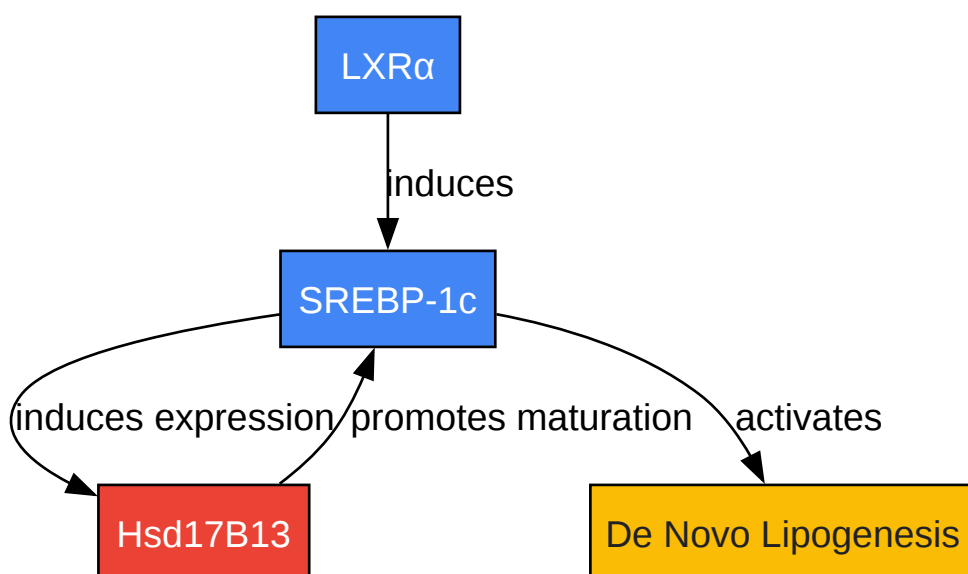 LXRα
induces
SREBP-1c
induces expression
promotes maturation
activates
Hsd17B13
De Novo Lipogenesis